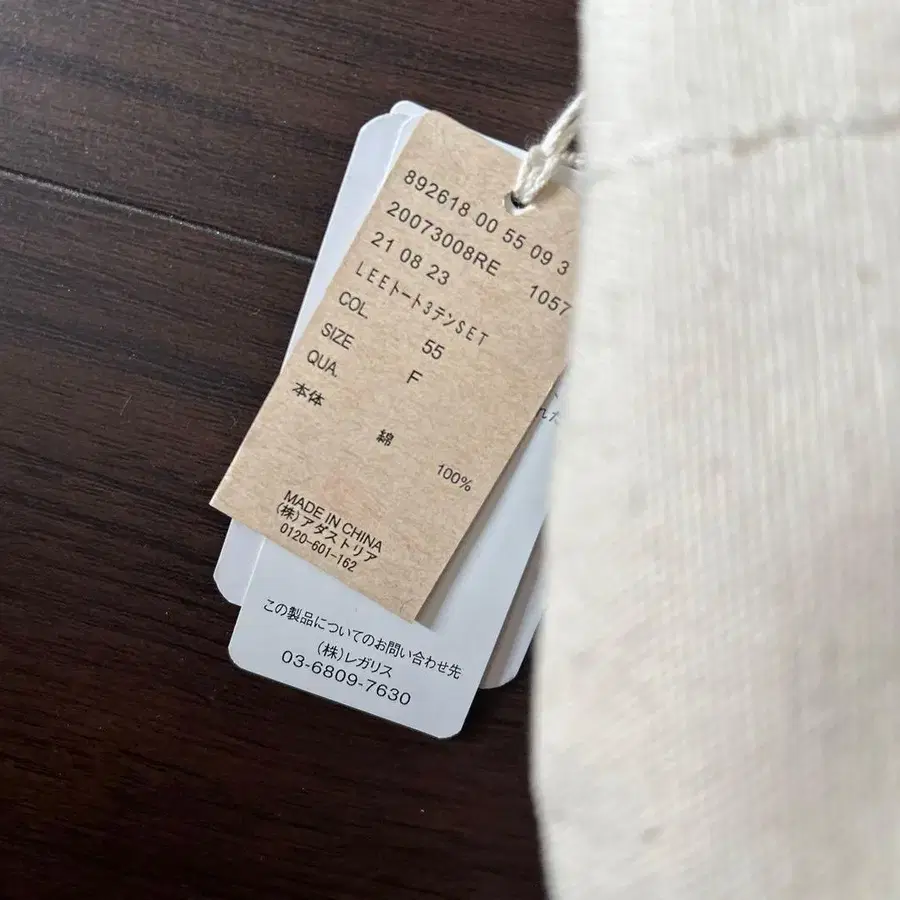 892618 00 55 09 3
20073008RE 1057
21 08 23
LEEトート3テンSET
COL. 55
SIZE F
QUA.
本体
綿 100%
MADE IN CHINA
(株)アダストリア
0120-601-162
れた
この製品についてのお問い合わせ先
(株)レガリス
03-6809-7630